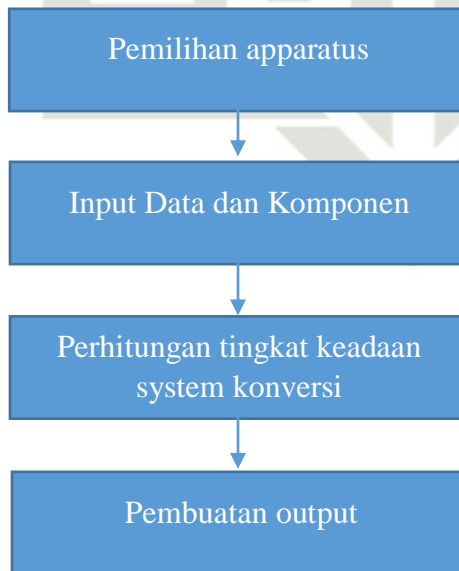 Pemilihan apparatus
Input Data dan Komponen
Perhitungan tingkat keadaan
system konversi
Pembuatan output